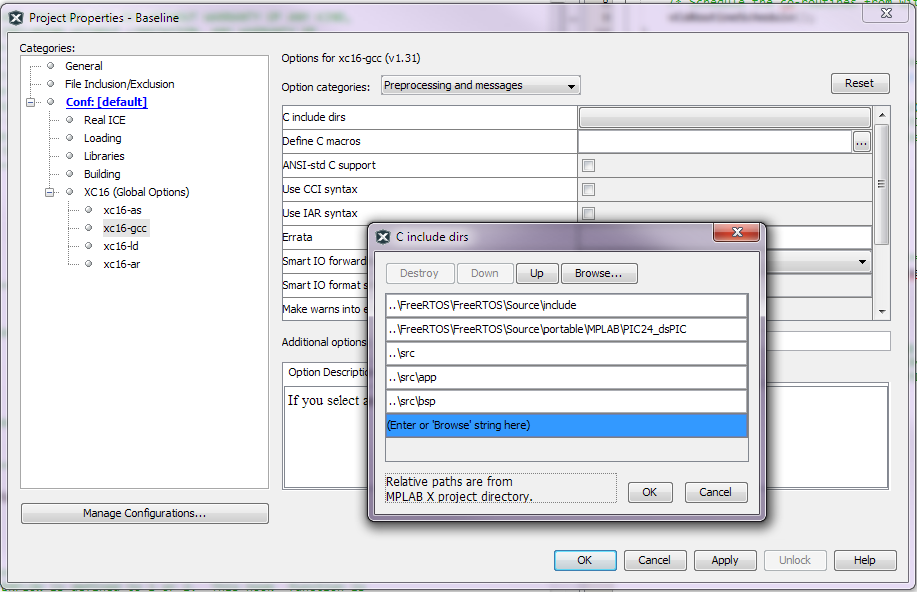 Project Properties - Baseline
Categories:
General
File Inclusion/Exclusion
Conf: [default]
Real ICE
Loading
Libraries
Building
XC16 (Global Options)
xc16-as
xc16-gcc
xc16-ld
xc16-ar
Manage Configurations...
Options for xc16-gcc (v1.31)
Option categories: Preprocessing and messages
Reset
C include dirs
Define C macros ...
ANSI-std C support
Use CCI syntax
Use IAR syntax
Errata
Smart IO forward
Smart IO format s
Make warns into e
Additional options
Option Descriptio
If you select a
C include dirs
Destroy Down Up Browse...
..\FreeRTOS\FreeRTOS\Source\include
..\FreeRTOS\FreeRTOS\Source\portable\MPLAB\PIC24_dsPIC
..\src
..\src\app
..\src\bsp
(Enter or 'Browse' string here)
Relative paths are from
MPLAB X project directory.
OK Cancel
OK Cancel Apply Unlock Help